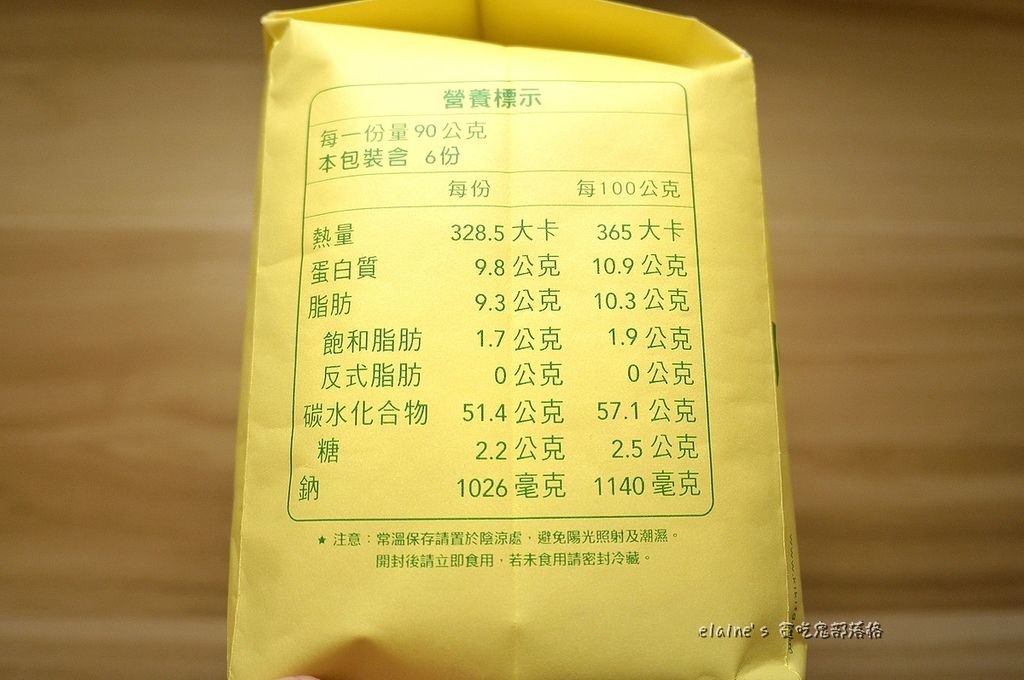 營養標示
每一份量 90 公克
本包裝含 6份
每份 每100公克
熱量 328.5 大卡 365 大卡
蛋白質 9.8 公克 10.9 公克
脂肪 9.3 公克 10.3 公克
飽和脂肪 1.7 公克 1.9 公克
反式脂肪 0 公克 0 公克
碳水化合物 51.4 公克 57.1 公克
糖 2.2 公克 2.5 公克
鈉 1026 毫克 1140 毫克
★ 注意：常溫保存請置於陰涼處，避免陽光照射及潮濕。
開封後請立即食用，若未食用請密封冷藏。
elaine's 貪吃鬼部落格